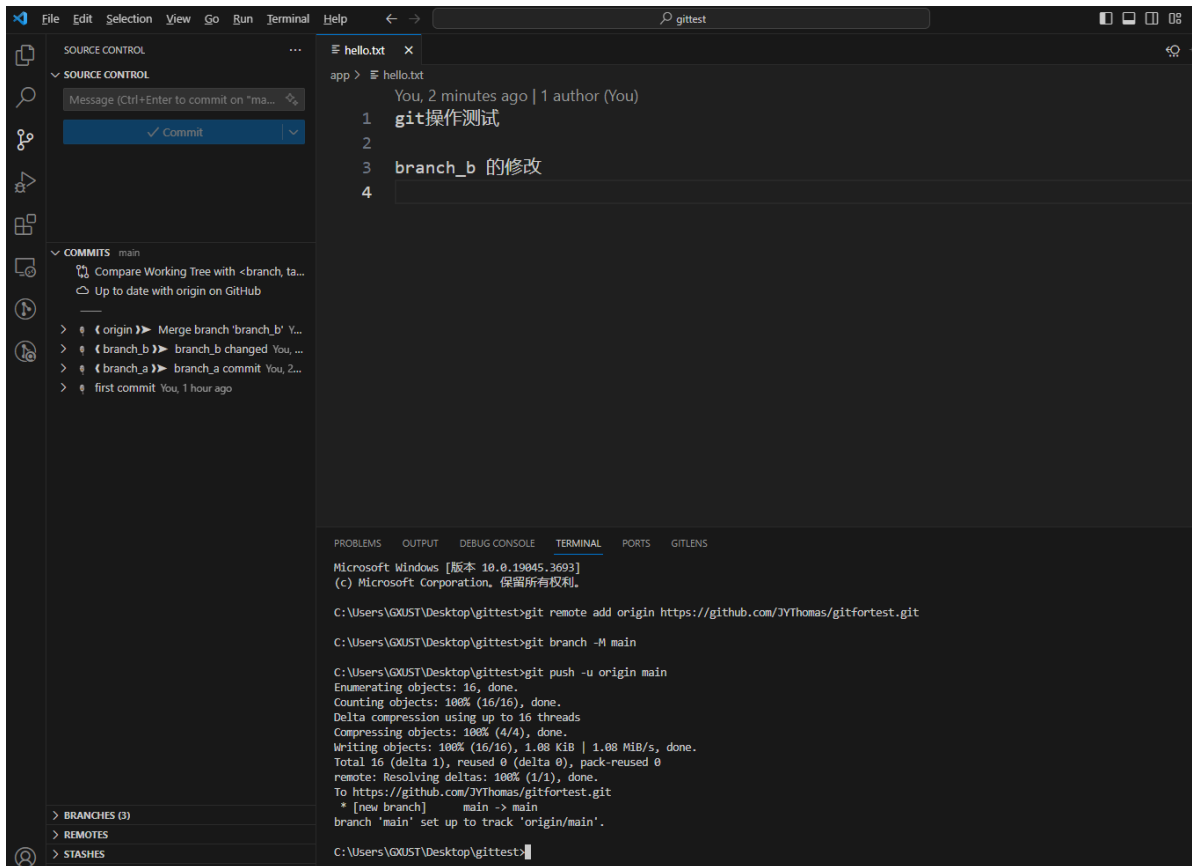 File Edit Selection View Go Run Terminal Help ← → gittest
SOURCE CONTROL ...
SOURCE CONTROL
Message (Ctrl+Enter to commit on "ma...
✓ Commit
COMMITS main
Compare Working Tree with <branch, ta...
Up to date with origin on GitHub
origin Merge branch 'branch_b' Y...
branch_b branch_b changed You, ...
branch_a branch_a commit You, 2...
first commit You, 1 hour ago
BRANCHES (3)
REMOTES
STASHES
hello.txt ×
app > hello.txt
You, 2 minutes ago | 1 author (You)
1 git操作测试
2
3 branch_b 的修改
4
PROBLEMS OUTPUT DEBUG CONSOLE TERMINAL PORTS GITLENS
Microsoft Windows [版本 10.0.19045.3693]
(c) Microsoft Corporation。保留所有权利。
C:\Users\GXUST\Desktop\gittest>git remote add origin https://github.com/JYThomas/gitfortest.git
C:\Users\GXUST\Desktop\gittest>git branch -M main
C:\Users\GXUST\Desktop\gittest>git push -u origin main
Enumerating objects: 16, done.
Counting objects: 100% (16/16), done.
Delta compression using up to 16 threads
Compressing objects: 100% (4/4), done.
Writing objects: 100% (16/16), 1.08 KiB | 1.08 MiB/s, done.
Total 16 (delta 1), reused 0 (delta 0), pack-reused 0
remote: Resolving deltas: 100% (1/1), done.
To https://github.com/JYThomas/gitfortest.git
* [new branch] main -> main
branch 'main' set up to track 'origin/main'.
C:\Users\GXUST\Desktop\gittest>